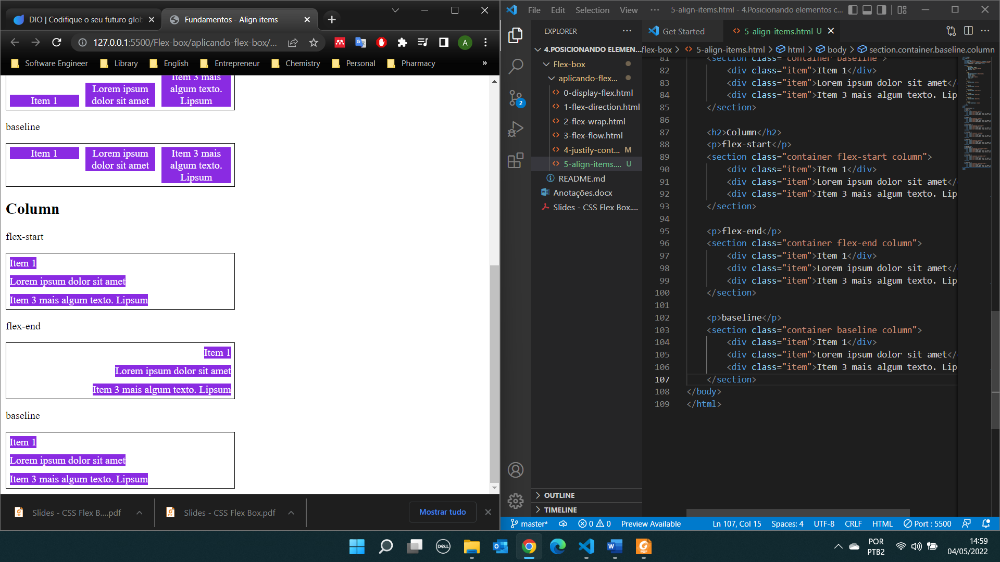 DIO | Codifique o seu futuro glob
Fundamentos - Align items
127.0.0.1:5500/Flex-box/aplicando-flex-box/...
A
Software Engineer
Library
English
Entrepreneur
Chemistry
Personal
Pharmacy
»
Item 1
Lorem ipsum
dolor sit amet
Item 3 mais
algum texto.
Lipsum
baseline
Item 1
Lorem ipsum
dolor sit amet
Item 3 mais
algum texto.
Lipsum
Column
flex-start
Item 1
Lorem ipsum dolor sit amet
Item 3 mais algum texto. Lipsum
flex-end
Item 1
Lorem ipsum dolor sit amet
Item 3 mais algum texto. Lipsum
baseline
Item 1
Lorem ipsum dolor sit amet
Item 3 mais algum texto. Lipsum
Slides - CSS Flex B....pdf
Slides - CSS Flex Box.pdf
Mostrar tudo
File Edit Selection View ··· 5-align-items.html - 4.Posicionando elementos c...
EXPLORER
Get Started
5-align-items.html U
4.POSICIONANDO ELEMEN...
flex-box > 5-align-items.html > html > body > section.container.baseline.column
Flex-box
aplicando-flex...
0-display-flex.html
1-flex-direction.html
2-flex-wrap.html
3-flex-flow.html
4-justify-cont... M
5-align-items.... U
README.md
Anotações.docx
Slides - CSS Flex Box....
2
OUTLINE
TIMELINE
81 <section class="container baseline">
82 <div class="item">Item 1</div>
83 <div class="item">Lorem ipsum dolor sit amet</
84 <div class="item">Item 3 mais algum texto. Lip
85 </section>
86
87 <h2>Column</h2>
88 <p>flex-start</p>
89 <section class="container flex-start column">
90 <div class="item">Item 1</div>
91 <div class="item">Lorem ipsum dolor sit amet</
92 <div class="item">Item 3 mais algum texto. Lip
93 </section>
94
95 <p>flex-end</p>
96 <section class="container flex-end column">
97 <div class="item">Item 1</div>
98 <div class="item">Lorem ipsum dolor sit amet</
99 <div class="item">Item 3 mais algum texto. Lip
100 </section>
101
102 <p>baseline</p>
103 <section class="container baseline column">
104 <div class="item">Item 1</div>
105 <div class="item">Lorem ipsum dolor sit amet</
106 <div class="item">Item 3 mais algum texto. Lip
107 </section>
108 </body>
109 </html>
master* 0 0 Preview Available Ln 107, Col 15 Spaces: 4 UTF-8 CRLF HTML Port : 5500
DELL
POR
PTB2
14:59
04/05/2022